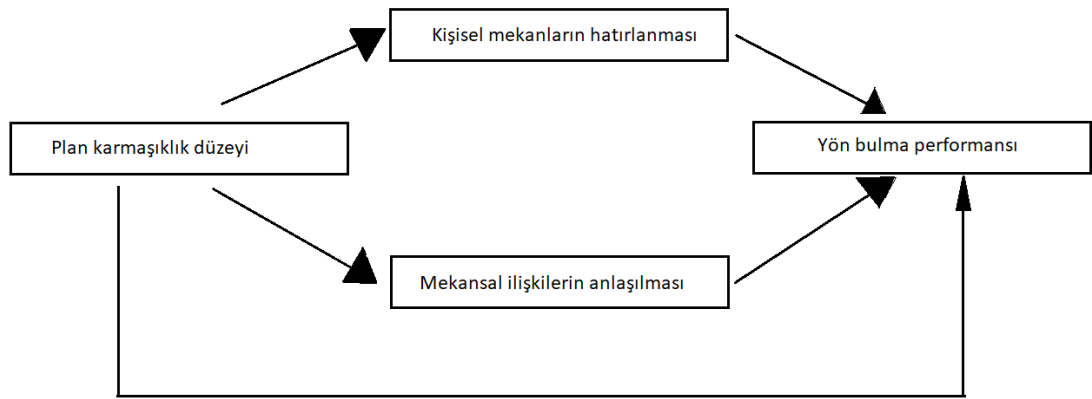 Kişisel mekanların hatırlanması
Plan karmaşıklık düzeyi
Yön bulma performansı
Mekansal ilişkilerin anlaşılması